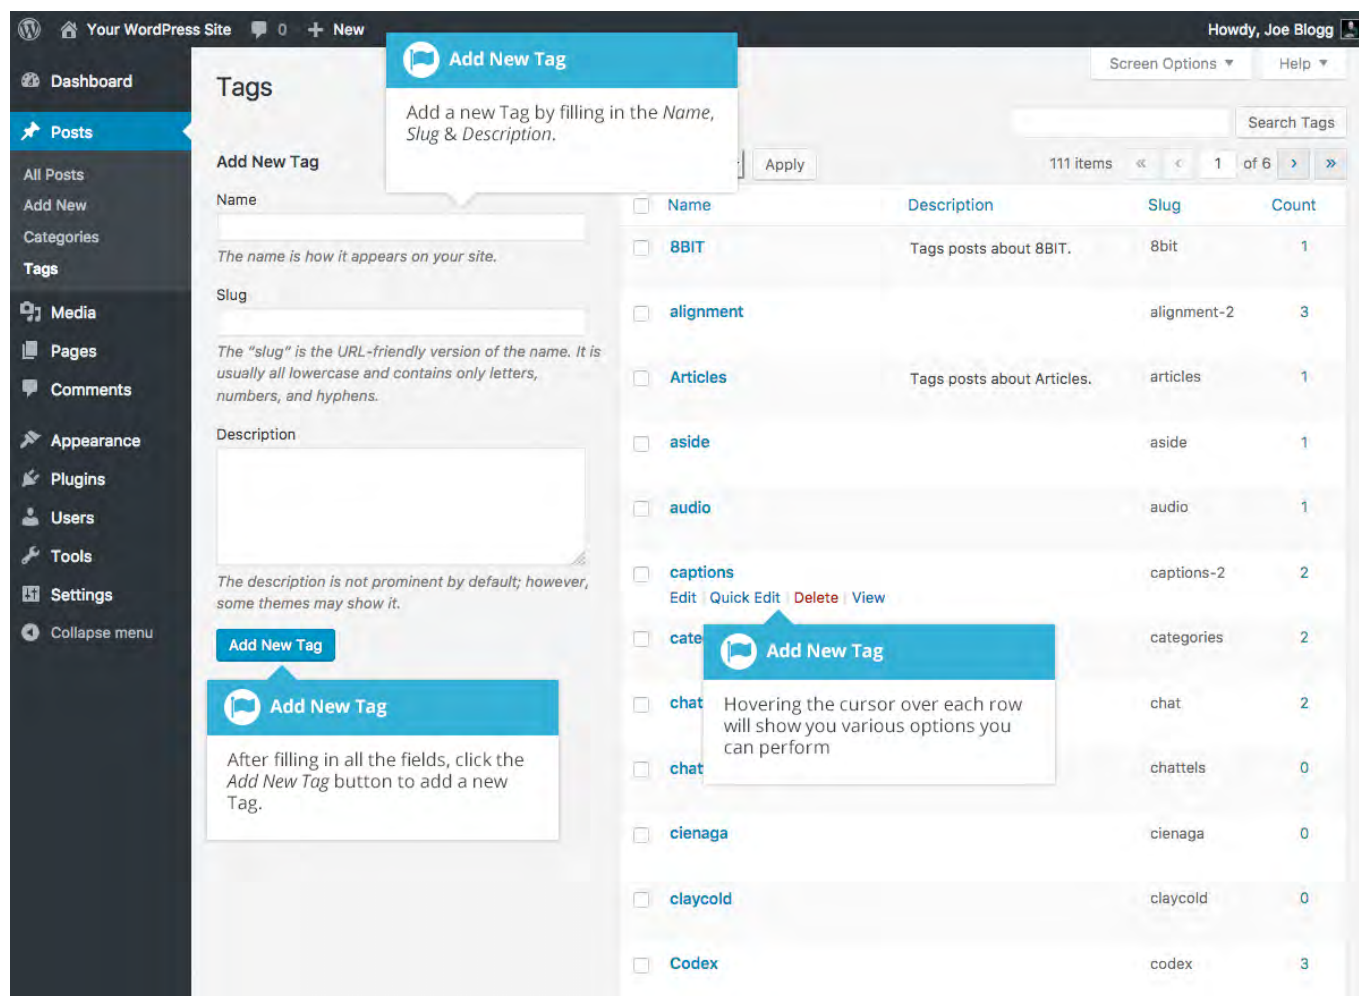 Your WordPress Site 0 + New
Howdy, Joe Blogg
Dashboard
Posts
All Posts
Add New
Categories
Tags
Media
Pages
Comments
Appearance
Plugins
Users
Tools
Settings
Collapse menu
Screen Options ▼ Help ▼
Tags
Add New Tag
Add a new Tag by filling in the Name,
Slug & Description.
Search Tags
Apply
111 items « ‹ 1 of 6 › »
Add New Tag
Name
The name is how it appears on your site.
Slug
The “slug” is the URL-friendly version of the name. It is
usually all lowercase and contains only letters,
numbers, and hyphens.
Description
The description is not prominent by default; however,
some themes may show it.
Add New Tag
Add New Tag
After filling in all the fields, click the
Add New Tag button to add a new
Tag.
Name Description Slug Count
8BIT Tags posts about 8BIT. 8bit 1
alignment alignment-2 3
Articles Tags posts about Articles. articles 1
aside aside 1
audio audio 1
captions captions-2 2
Edit | Quick Edit | Delete | View
cate categories 2
Add New Tag
Hovering the cursor over each row
will show you various options you
can perform
chat chat 2
chat chattels 0
cienaga cienaga 0
claycold claycold 0
Codex codex 3